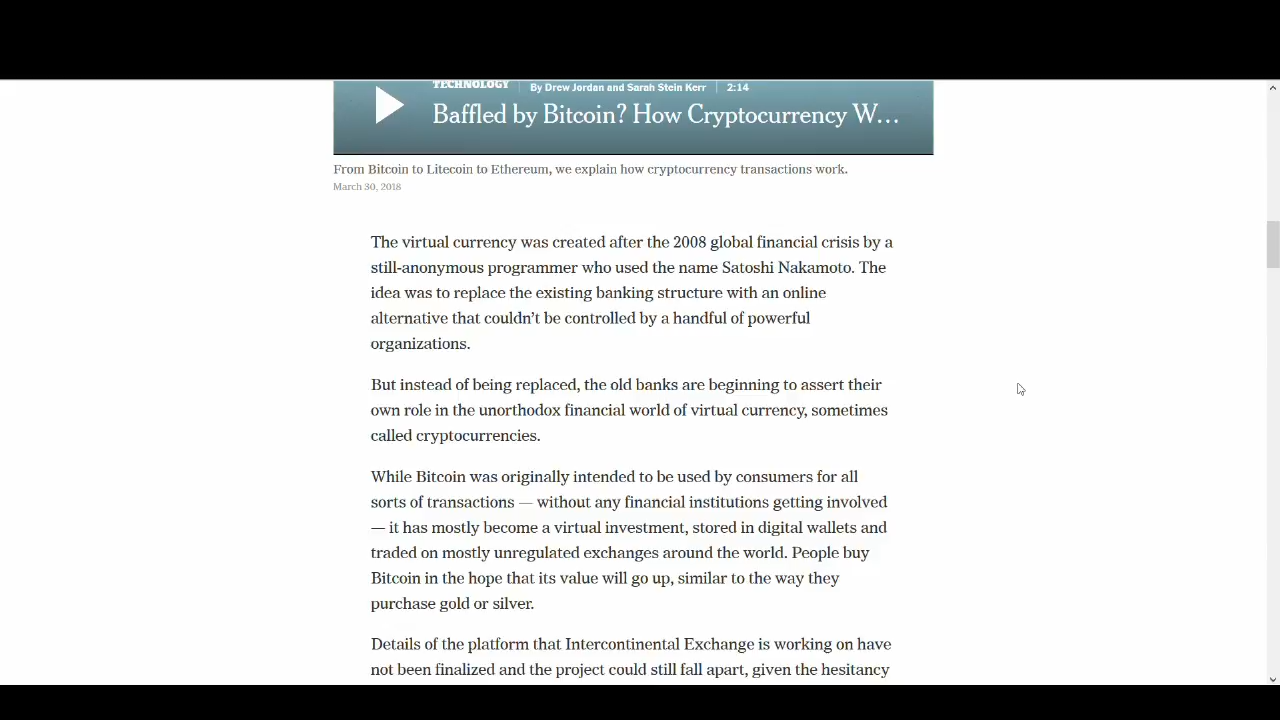 TECHNOLOGY By Drew Jordan and Sarah Stein Kerr 2:14
Baffled by Bitcoin? How Cryptocurrency W...
From Bitcoin to Litecoin to Ethereum, we explain how cryptocurrency transactions work.
March 30, 2018
The virtual currency was created after the 2008 global financial crisis by a
still-anonymous programmer who used the name Satoshi Nakamoto. The
idea was to replace the existing banking structure with an online
alternative that couldn’t be controlled by a handful of powerful
organizations.
But instead of being replaced, the old banks are beginning to assert their
own role in the unorthodox financial world of virtual currency, sometimes
called cryptocurrencies.
While Bitcoin was originally intended to be used by consumers for all
sorts of transactions — without any financial institutions getting involved
— it has mostly become a virtual investment, stored in digital wallets and
traded on mostly unregulated exchanges around the world. People buy
Bitcoin in the hope that its value will go up, similar to the way they
purchase gold or silver.
Details of the platform that Intercontinental Exchange is working on have
not been finalized and the project could still fall apart, given the hesitancy